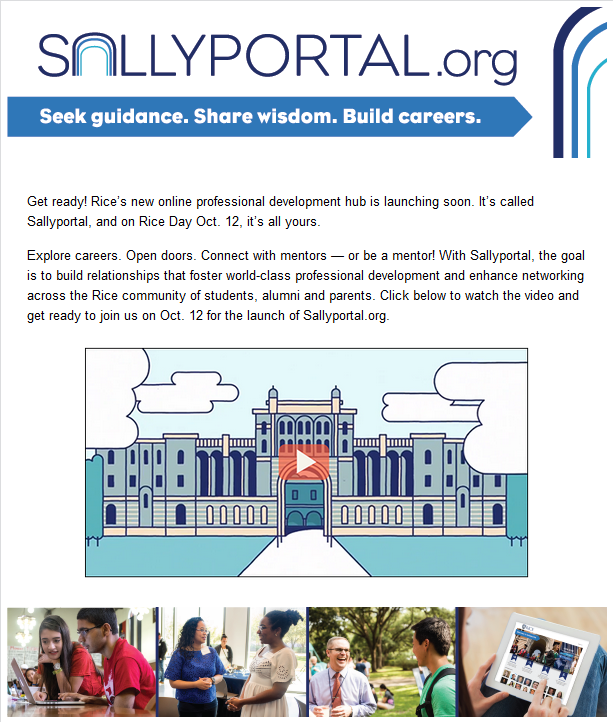 SALLYPORTAL.org
Seek guidance. Share wisdom. Build careers.
Get ready! Rice’s new online professional development hub is launching soon. It’s called
Sallyportal, and on Rice Day Oct. 12, it’s all yours.
Explore careers. Open doors. Connect with mentors — or be a mentor! With Sallyportal, the goal
is to build relationships that foster world-class professional development and enhance networking
across the Rice community of students, alumni and parents. Click below to watch the video and
get ready to join us on Oct. 12 for the launch of Sallyportal.org.